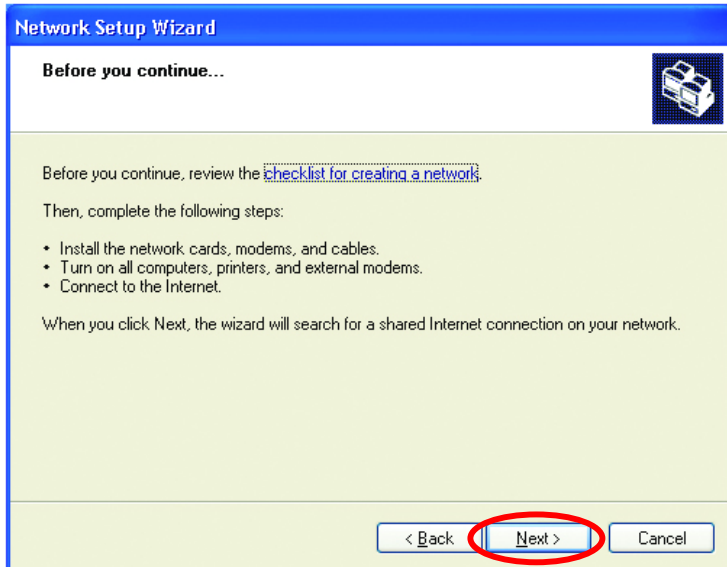 Network Setup Wizard
Before you continue...
Before you continue, review the checklist for creating a network.
Then, complete the following steps:
• Install the network cards, modems, and cables.
• Turn on all computers, printers, and external modems.
• Connect to the Internet.
When you click Next, the wizard will search for a shared Internet connection on your network.
< Back Next > Cancel